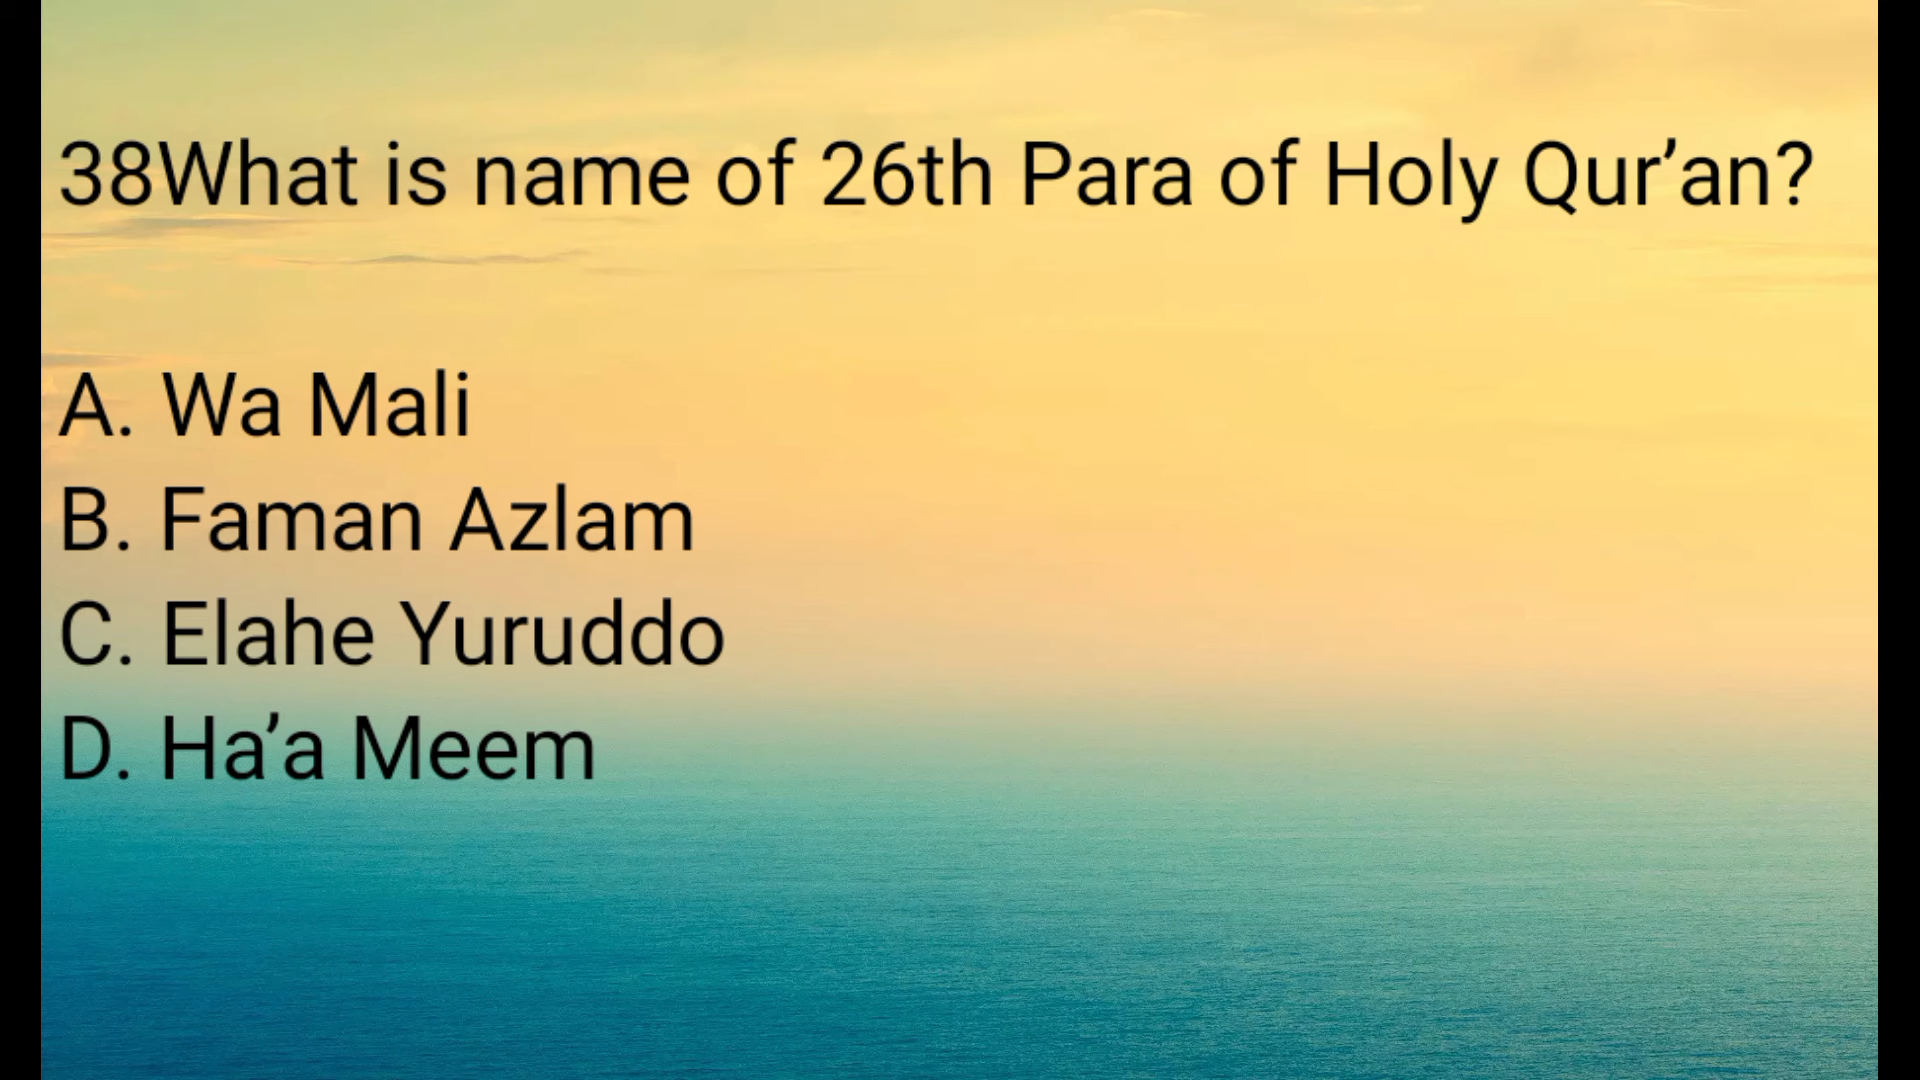 38What is name of 26th Para of Holy Qur’an?
A. Wa Mali
B. Faman Azlam
C. Elahe Yuruddo
D. Ha’a Meem